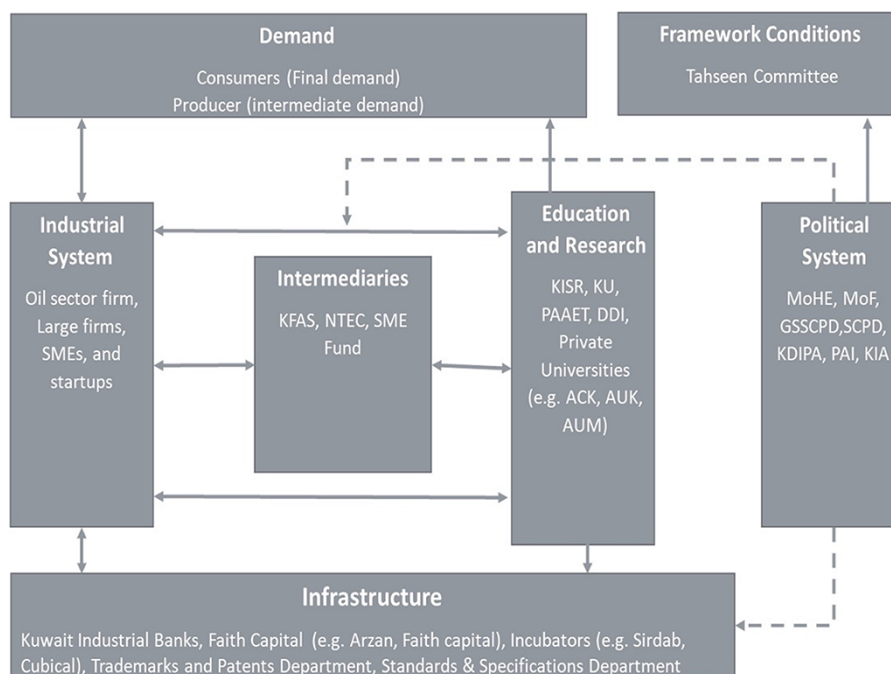 Demand
Consumers (Final demand)
Producer (intermediate demand)
Framework Conditions
Tahseen Committee
Industrial
System
Oil sector firm,
Large firms,
SMEs, and
startups
Intermediaries
KFAS, NTEC, SME
Fund
Education
and Research
KISR, KU,
PAAET, DDI,
Private
Universities
(e.g. ACK, AUK,
AUM)
Political
System
MoHE, MoF,
GSSCPD,SCPD,
KDIPA, PAI, KIA
Infrastructure
Kuwait Industrial Banks, Faith Capital (e.g. Arzan, Faith capital), Incubators (e.g. Sirdab,
Cubical), Trademarks and Patents Department, Standards & Specifications Department